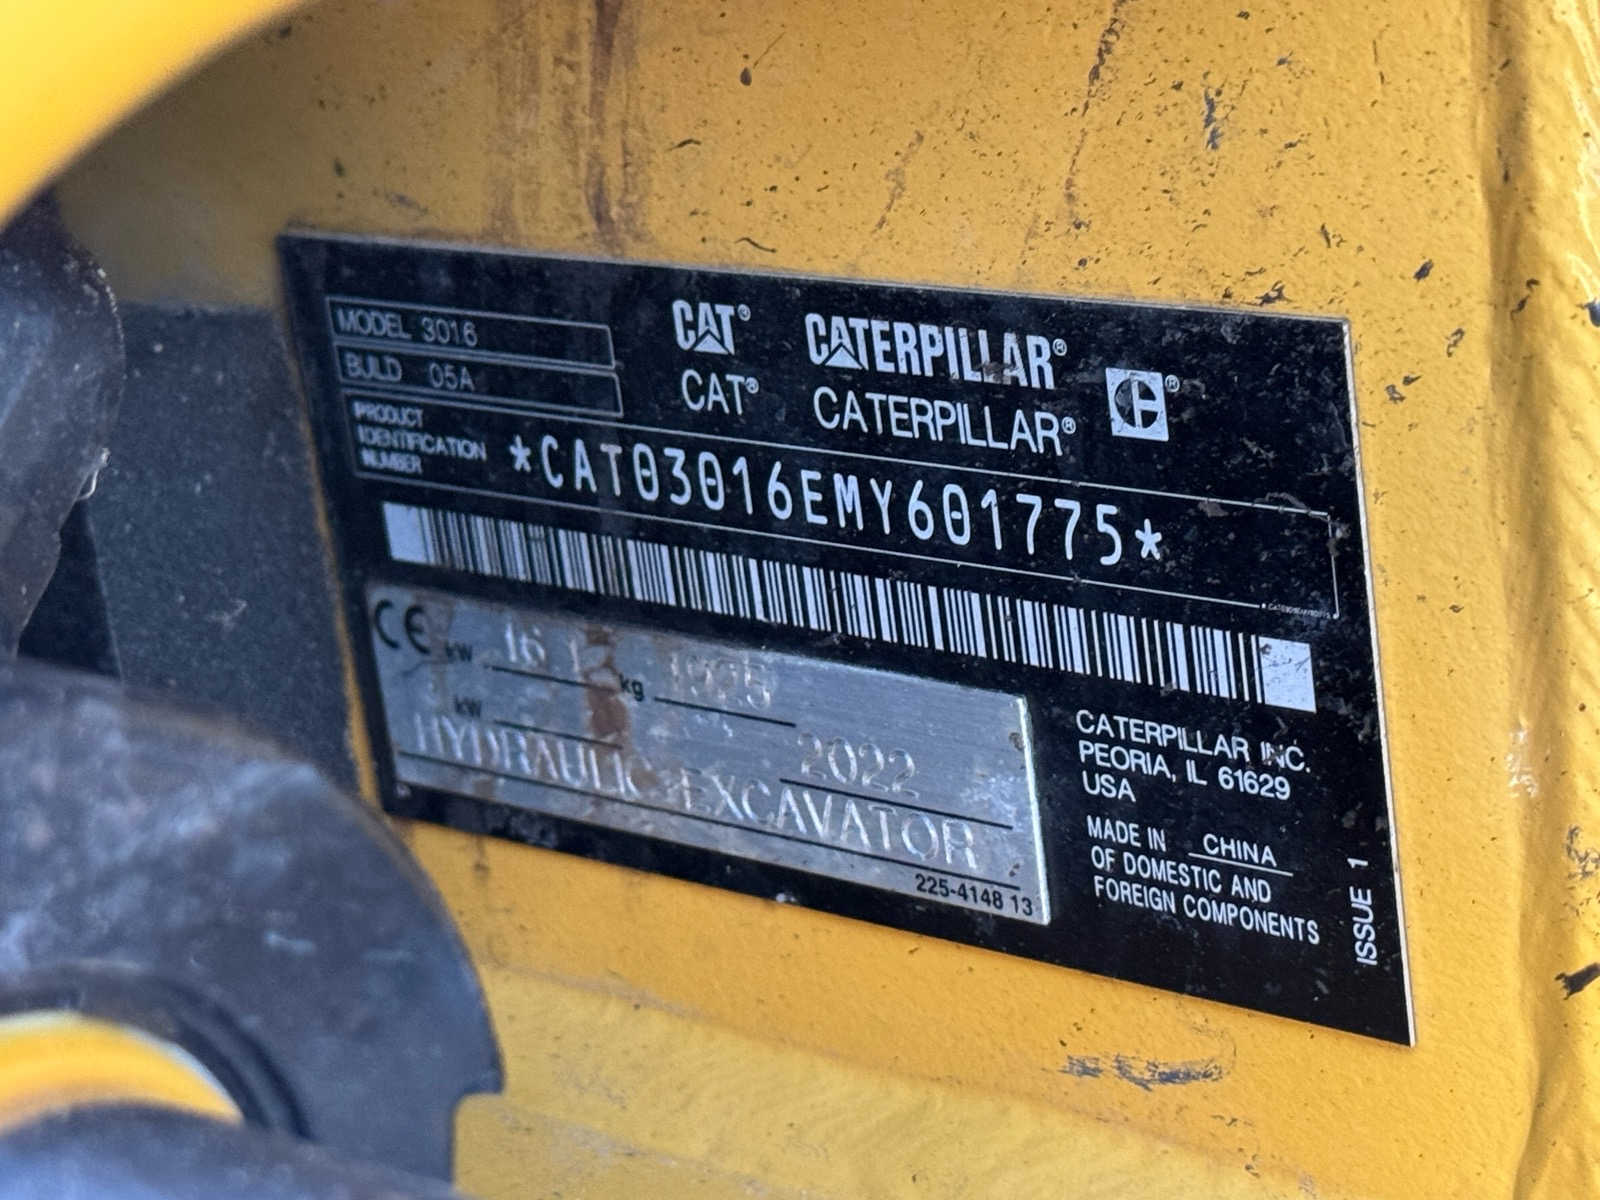 MODEL 3016
BUILD 05A
CAT® CATERPILLAR®
CAT® CATERPILLAR®
PRODUCT
IDENTIFICATION
NUMBER
*CAT03016EMY601775*
CE kW 16.1 kg 1925
kW 2022
HYDRAULIC EXCAVATOR
225-4148 13
CATERPILLAR INC.
PEORIA, IL 61629
USA
MADE IN CHINA
OF DOMESTIC AND
FOREIGN COMPONENTS
ISSUE 1